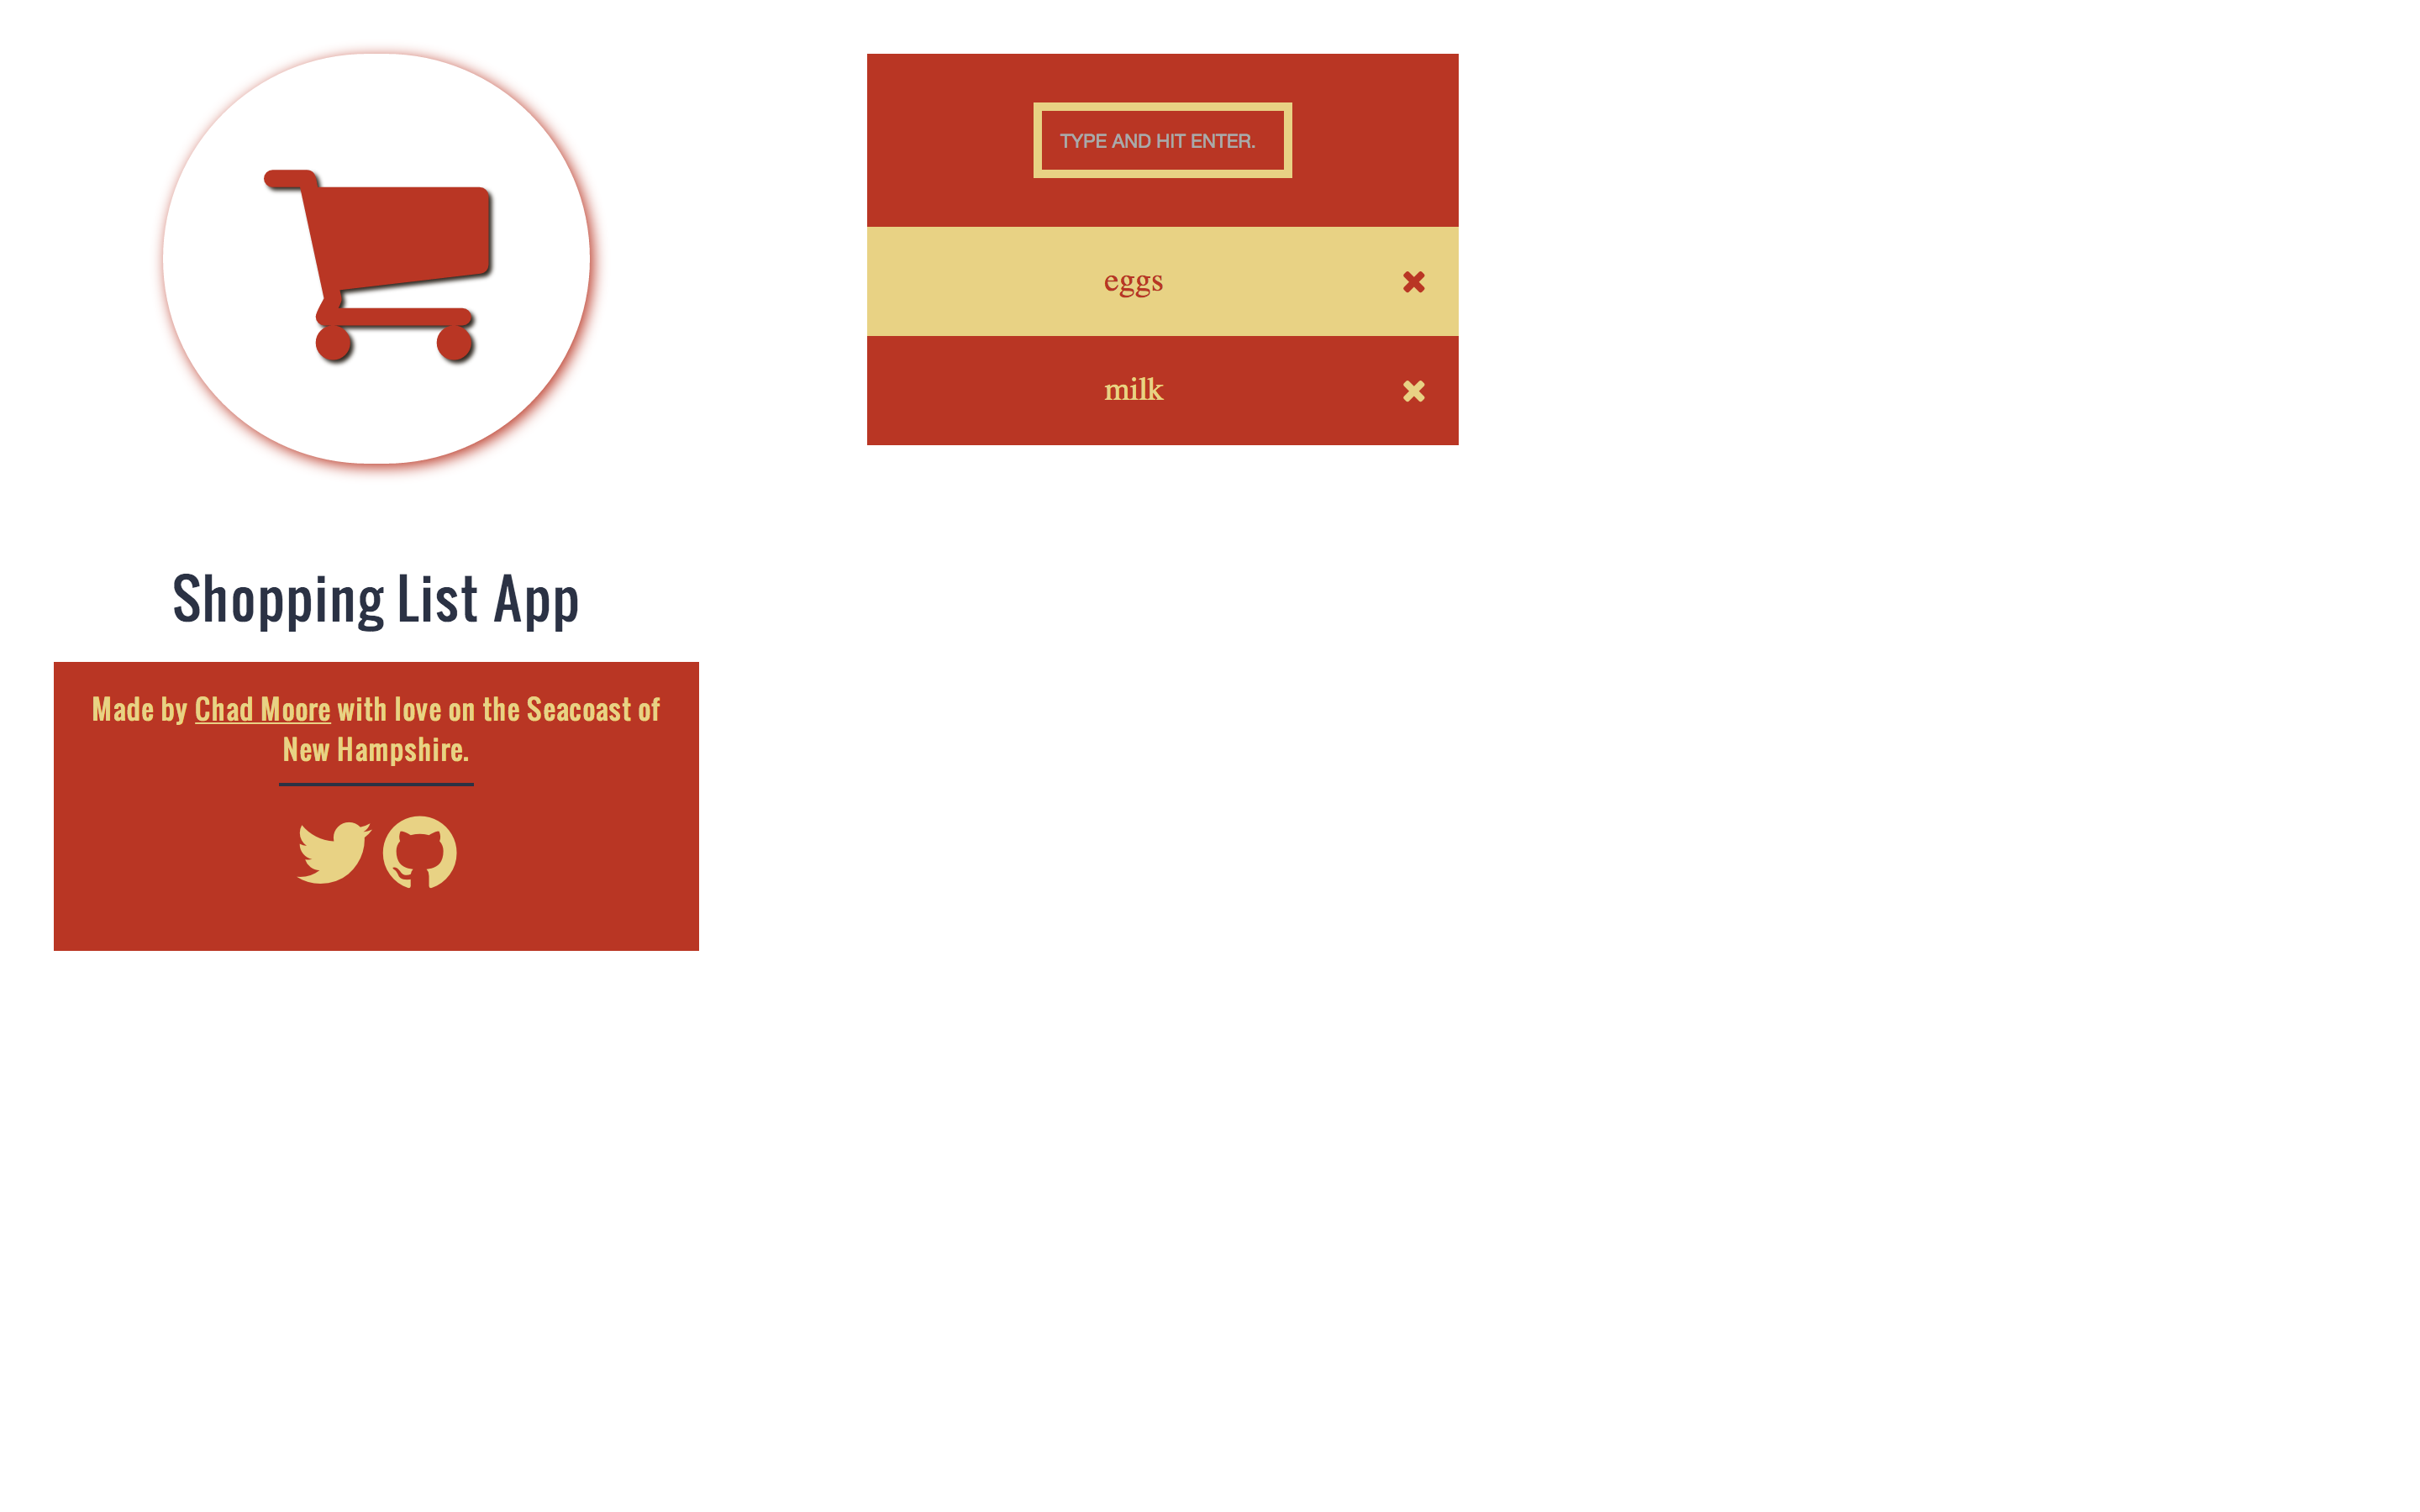 Shopping List App
Made by Chad Moore with love on the Seacoast of
New Hampshire.
TYPE AND HIT ENTER.
eggs
milk